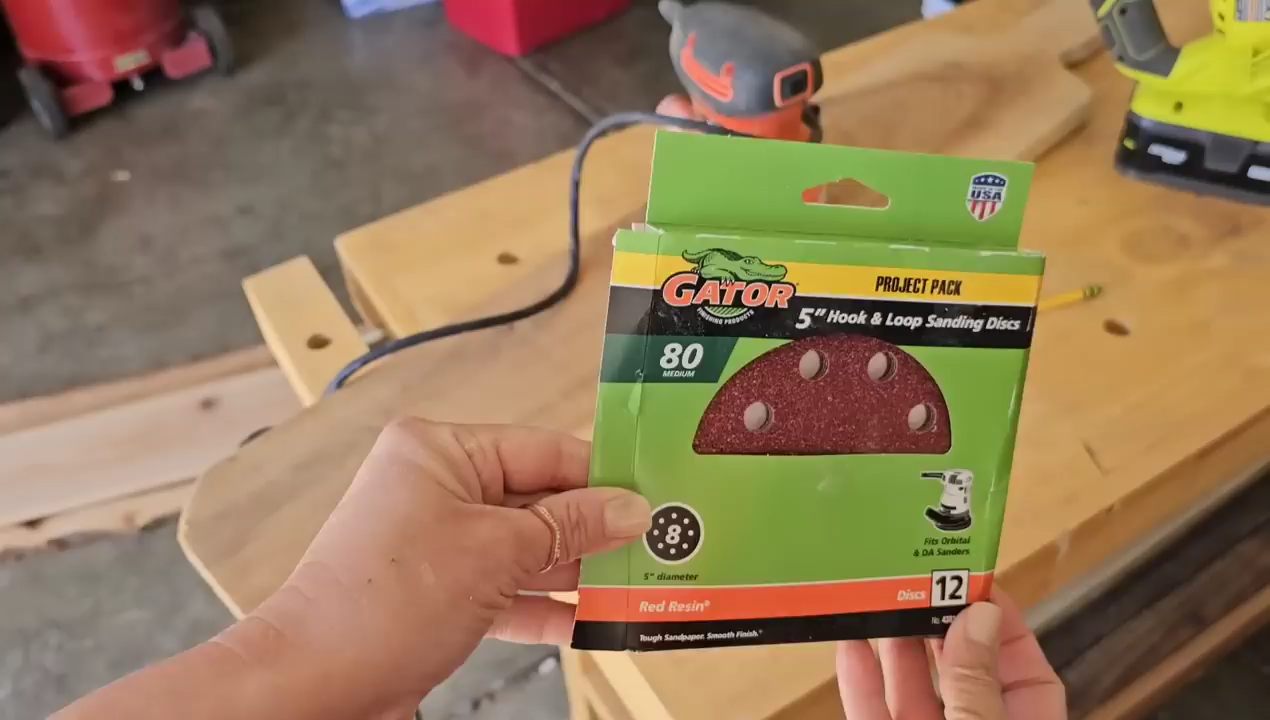 USA
GATOR
FINISHING PRODUCTS
PROJECT PACK
5" Hook & Loop Sanding Discs
80
MEDIUM
8
5" diameter
Fits Orbital
& DA Sanders
Red Resin®
Discs 12
Tough Sandpaper. Smooth Finish.